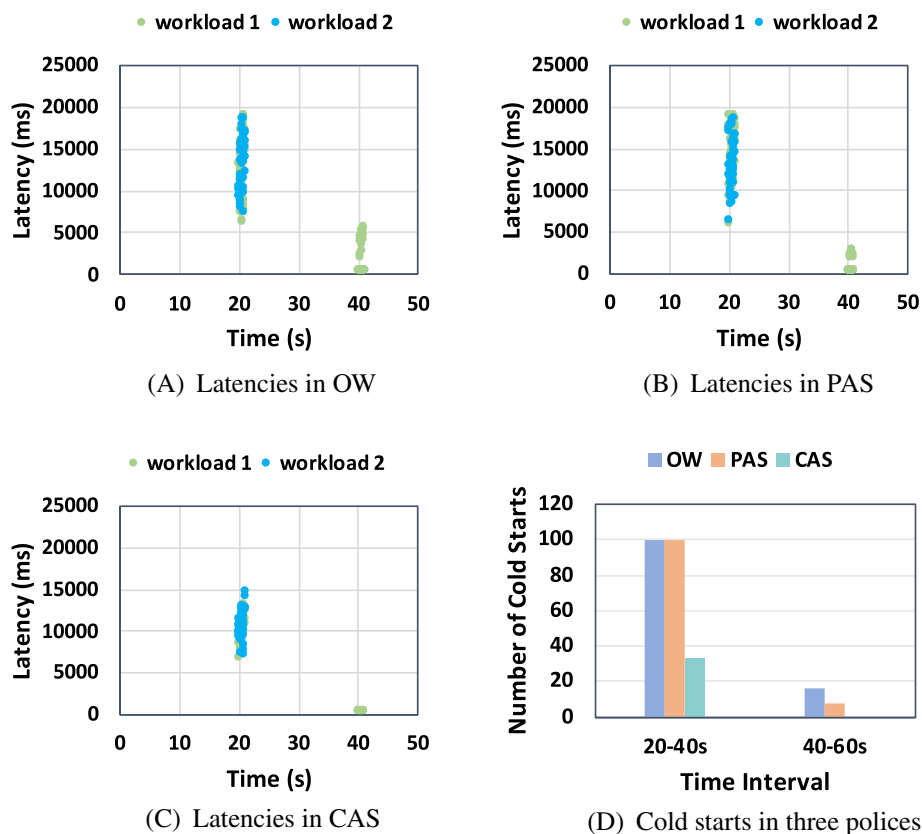 workload 1 workload 2
Latency (ms)
25000
20000
15000
10000
5000
0
0 10 20 30 40 50
Time (s)
(A) Latencies in OW
workload 1 workload 2
Latency (ms)
25000
20000
15000
10000
5000
0
0 10 20 30 40 50
Time (s)
(B) Latencies in PAS
workload 1 workload 2
Latency (ms)
25000
20000
15000
10000
5000
0
0 10 20 30 40 50
Time (s)
(C) Latencies in CAS
OW PAS CAS
Number of Cold Starts
120
100
80
60
40
20
0
20-40s 40-60s
Time Interval
(D) Cold starts in three polices